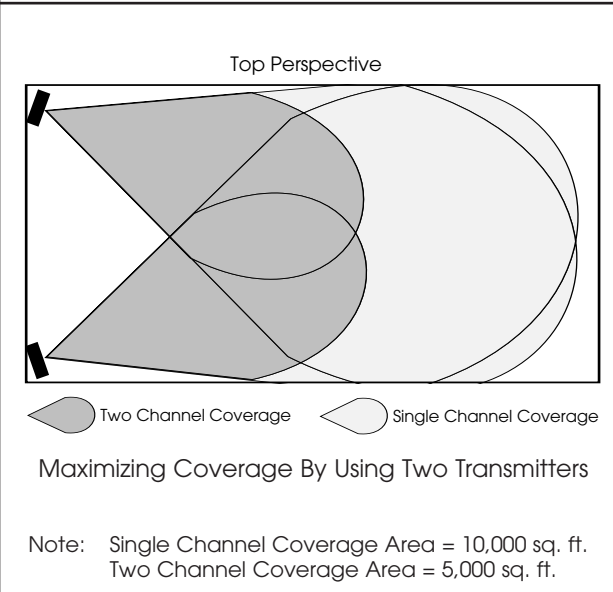 Top Perspective
Two Channel Coverage
Single Channel Coverage
Maximizing Coverage By Using Two Transmitters
Note: Single Channel Coverage Area = 10,000 sq. ft.
Two Channel Coverage Area = 5,000 sq. ft.